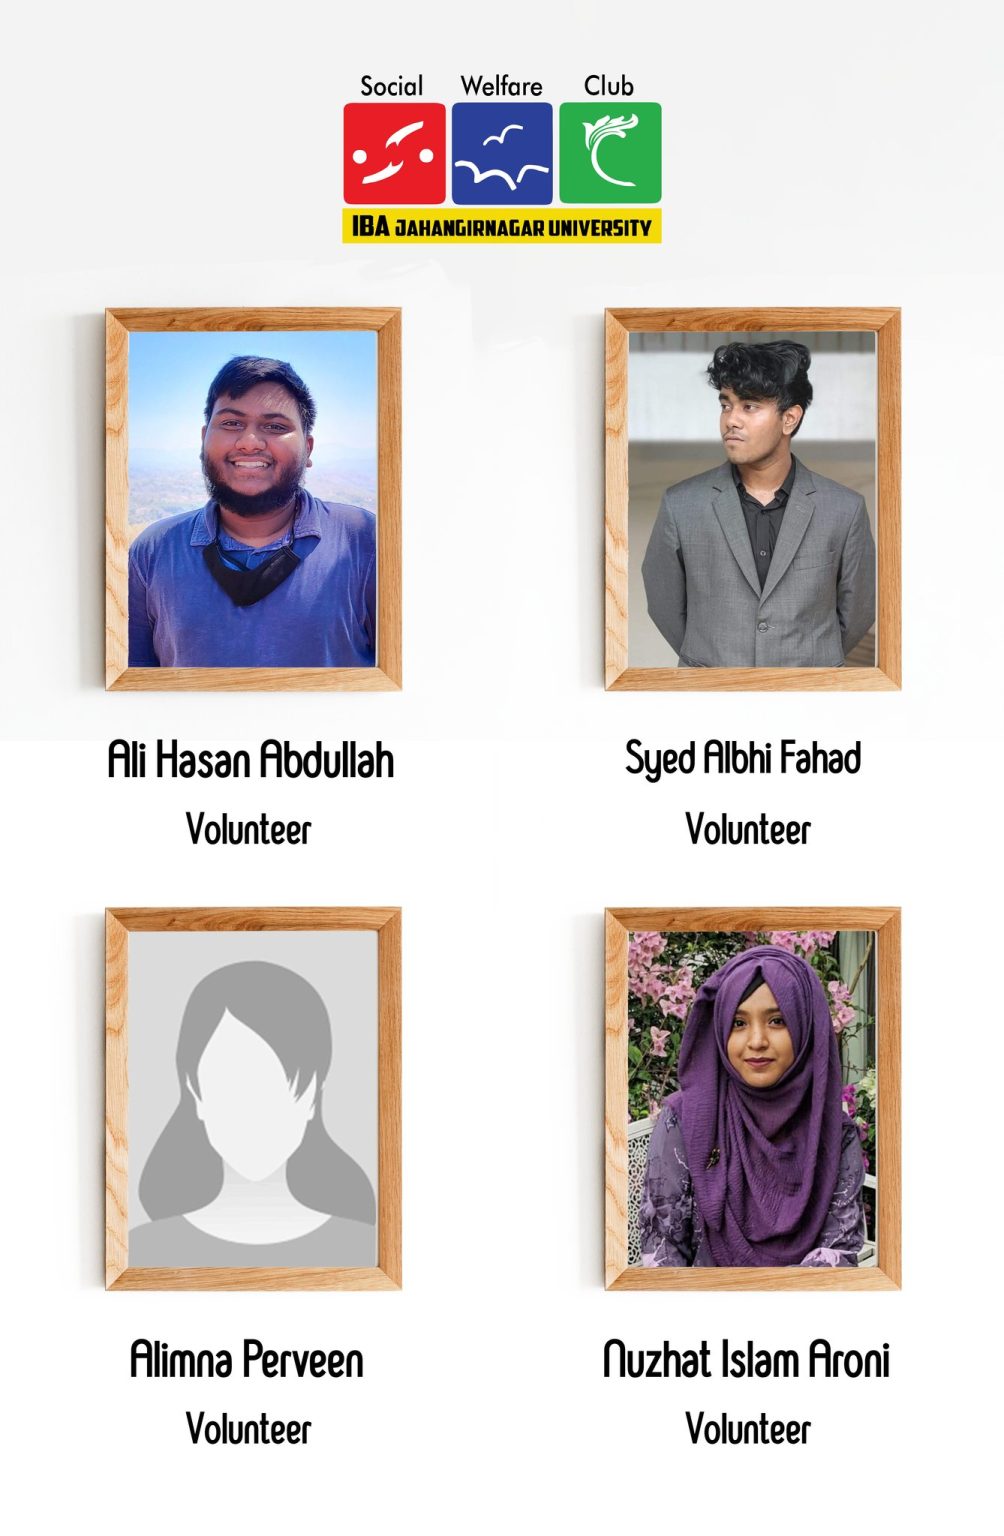 Social Welfare Club
IBA JAHANGIRNAGAR UNIVERSITY
Ali Hasan Abdullah
Syed Albhi Fahad
Volunteer
Volunteer
Alimna Perveen
Nuzhat Islam Aroni
Volunteer
Volunteer